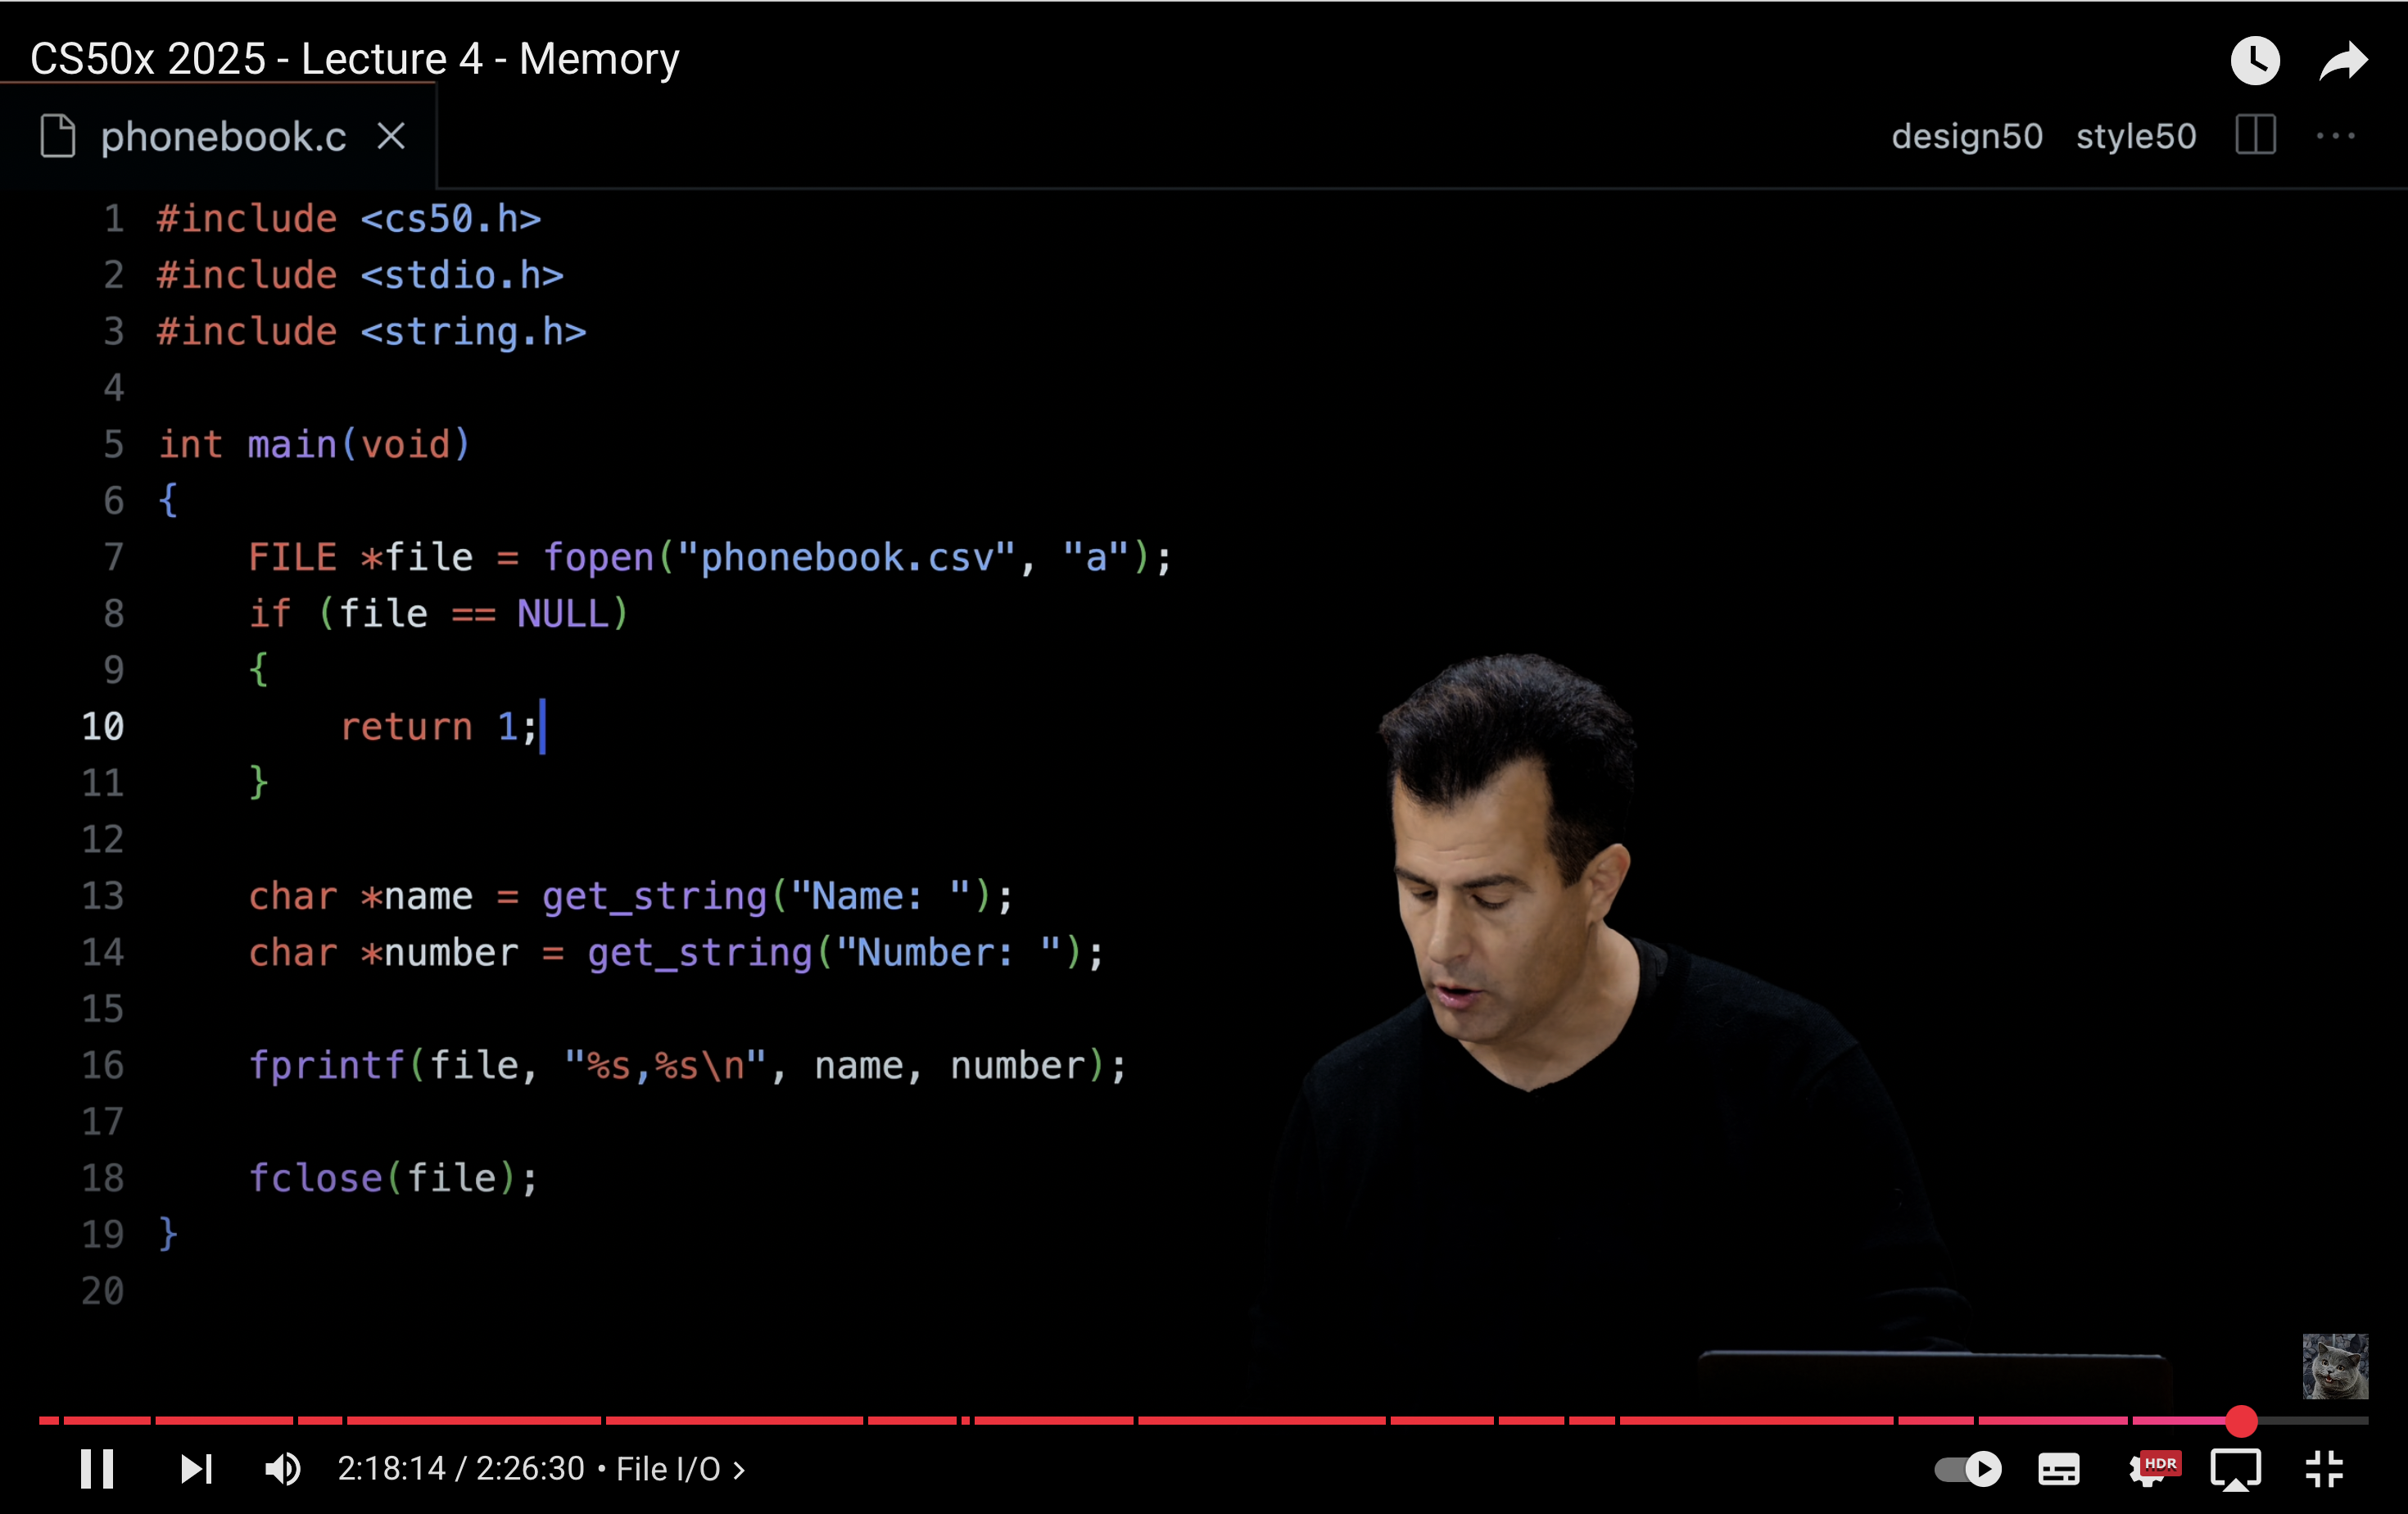 CS50x 2025 - Lecture 4 - Memory
phonebook.c
design50 style50
1 #include <cs50.h>
2 #include <stdio.h>
3 #include <string.h>
4
5 int main(void)
6 {
7     FILE *file = fopen("phonebook.csv", "a");
8     if (file == NULL)
9     {
10         return 1;
11     }
12
13     char *name = get_string("Name: ");
14     char *number = get_string("Number: ");
15
16     fprintf(file, "%s,%s\n", name, number);
17
18     fclose(file);
19 }
20
2:18:14 / 2:26:30 • File I/O >
HDR